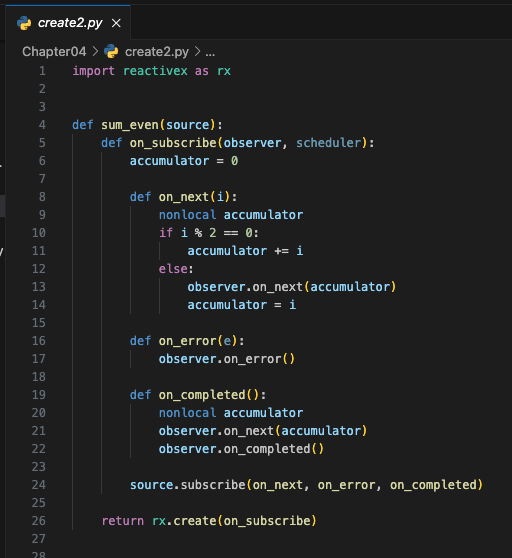 create2.py ×
Chapter04 > create2.py > ...
1 import reactivex as rx
2
3
4 def sum_even(source):
5     def on_subscribe(observer, scheduler):
6         accumulator = 0
7
8         def on_next(i):
9             nonlocal accumulator
10             if i % 2 == 0:
11                 accumulator += i
12             else:
13                 observer.on_next(accumulator)
14                 accumulator = i
15
16         def on_error(e):
17             observer.on_error()
18
19         def on_completed():
20             nonlocal accumulator
21             observer.on_next(accumulator)
22             observer.on_completed()
23
24         source.subscribe(on_next, on_error, on_completed)
25
26     return rx.create(on_subscribe)
27
28